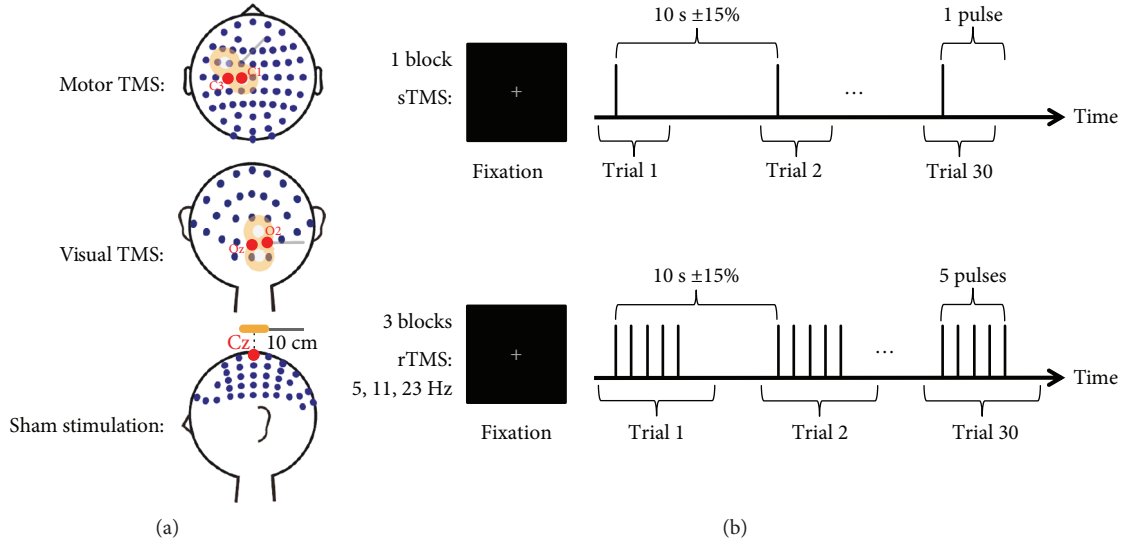 Motor TMS:
C3
C1
Visual TMS:
Oz
O2
Cz
10 cm
Sham stimulation:
(a)
1 block
sTMS:
+
Fixation
10 s ±15%
1 pulse
...
Time
Trial 1
Trial 2
Trial 30
3 blocks
rTMS:
5, 11, 23 Hz
+
Fixation
10 s ±15%
5 pulses
...
Time
Trial 1
Trial 2
Trial 30
(b)